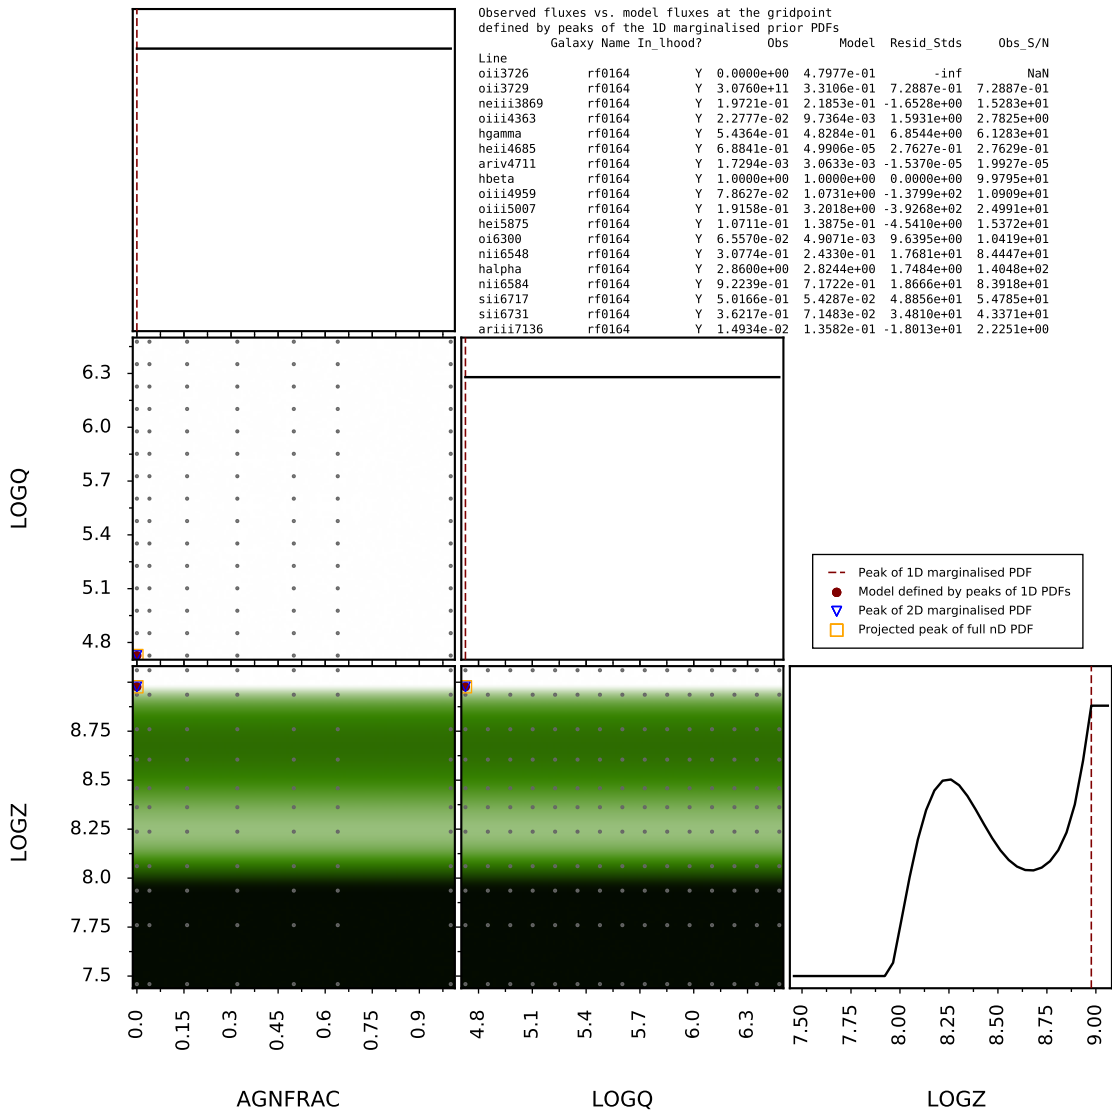 Observed fluxes vs. model fluxes at the gridpoint
defined by peaks of the 1D marginalised prior PDFs
Galaxy Name In_lhood? Obs Model Resid_Stds Obs_S/N
Line
oii3726 rf0164 Y 0.0000e+00 4.7977e-01 -inf NaN
oii3729 rf0164 Y 3.0760e+11 3.3106e-01 7.2887e-01 7.2887e-01
neiii3869 rf0164 Y 1.9721e-01 2.1853e-01 -1.6528e+00 1.5283e+01
oiii4363 rf0164 Y 2.2777e-02 9.7364e-03 1.5931e+00 2.7825e+00
hgamma rf0164 Y 5.4364e-01 4.8284e-01 6.8544e+00 6.1283e+01
heii4685 rf0164 Y 6.8841e-01 4.9906e-05 2.7627e-01 2.7629e-01
ariv4711 rf0164 Y 1.7294e-03 3.0633e-03 -1.5370e-05 1.9927e-05
hbeta rf0164 Y 1.0000e+00 1.0000e+00 0.0000e+00 9.9795e+01
oiii4959 rf0164 Y 7.8627e-02 1.0731e+00 -1.3799e+02 1.0909e+01
oiii5007 rf0164 Y 1.9158e-01 3.2018e+00 -3.9268e+02 2.4991e+01
hei5875 rf0164 Y 1.0711e-01 1.3875e-01 -4.5410e+00 1.5372e+01
oi6300 rf0164 Y 6.5570e-02 4.9071e-03 9.6395e+00 1.0419e+01
nii6548 rf0164 Y 3.0774e-01 2.4330e-01 1.7681e+01 8.4447e+01
halpha rf0164 Y 2.8600e+00 2.8244e+00 1.7484e+00 1.4048e+02
nii6584 rf0164 Y 9.2239e-01 7.1722e-01 1.8666e+01 8.3918e+01
sii6717 rf0164 Y 5.0166e-01 5.4287e-02 4.8856e+01 5.4785e+01
sii6731 rf0164 Y 3.6217e-01 7.1483e-02 3.4810e+01 4.3371e+01
ariii7136 rf0164 Y 1.4934e-02 1.3582e-01 -1.8013e+01 2.2251e+00
LOGQ
6.3
6.0
5.7
5.4
5.1
4.8
Peak of 1D marginalised PDF
Model defined by peaks of 1D PDFs
Peak of 2D marginalised PDF
Projected peak of full nD PDF
LOGZ
8.75
8.5
8.25
8.0
7.75
7.5
0.0 0.15 0.3 0.45 0.6 0.75 0.9
4.8 5.1 5.4 5.7 6.0 6.3
7.50 7.75 8.00 8.25 8.50 8.75 9.00
AGNFRAC LOGQ LOGZ